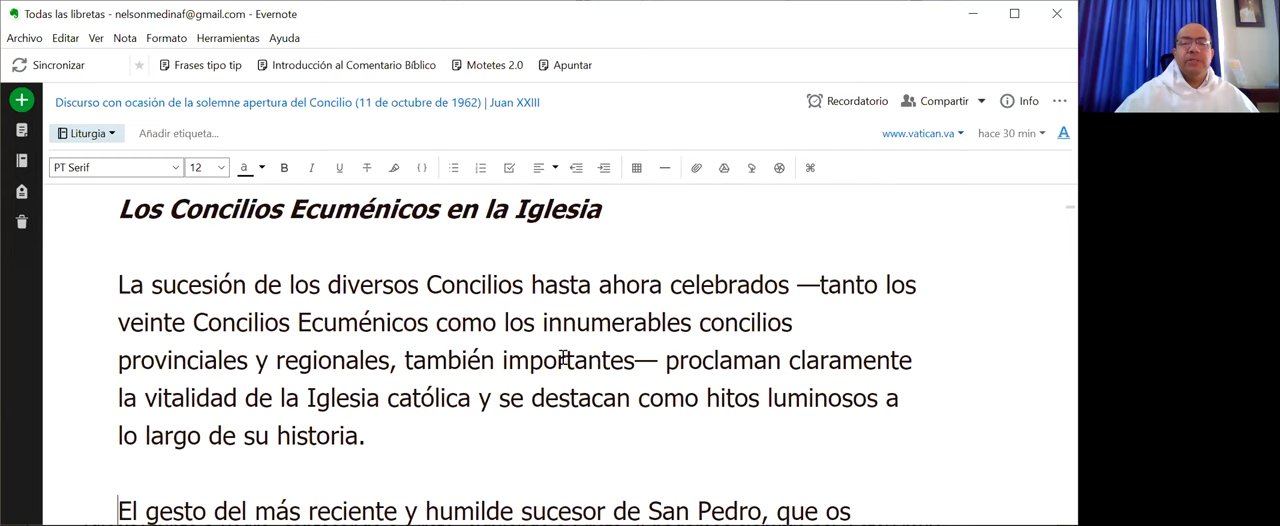 Todas las libretas - nelsonmedinaf@gmail.com - Evernote
Archivo Editar Ver Nota Formato Herramientas Ayuda
Sincronizar Frases tipo tip Introducción al Comentario Bíblico Motetes 2.0 Apuntar
Discurso con ocasión de la solemne apertura del Concilio (11 de octubre de 1962) | Juan XXIII Recordatorio Compartir Info
Liturgia Añadir etiqueta... www.vatican.va hace 30 min A
PT Serif 12 a B I U T
Los Concilios Ecuménicos en la Iglesia
La sucesión de los diversos Concilios hasta ahora celebrados —tanto los
veinte Concilios Ecuménicos como los innumerables concilios
provinciales y regionales, también importantes— proclaman claramente
la vitalidad de la Iglesia católica y se destacan como hitos luminosos a
lo largo de su historia.
El gesto del más reciente y humilde sucesor de San Pedro, que os